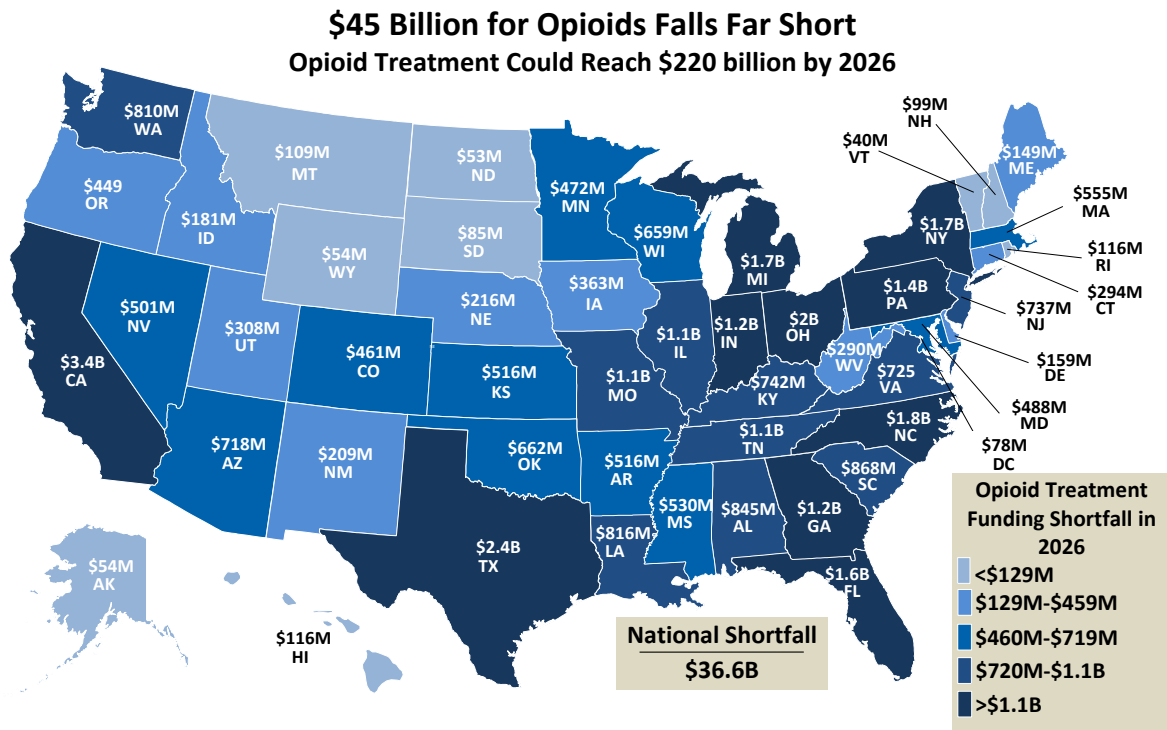 $45 Billion for Opioids Falls Far Short
Opioid Treatment Could Reach $220 billion by 2026
$810M
WA
$99M
NH
$40M
VT
$149M
ME
$109M
MT
$53M
ND
$449
OR
$472M
MN
$181M
ID
$555M
MA
$1.7B
NY
$659M
WI
$85M
SD
$54M
WY
$116M
RI
$1.7B
MI
$363M
IA
$294M
CT
$1.4B
PA
$216M
NE
$501M
NV
$737M
NJ
$2B
OH
$1.2B
IN
$308M
UT
$1.1B
IL
$290M
WV
$461M
CO
$3.4B
CA
$159M
DE
$516M
KS
$1.1B
MO
$742M
KY
$725
VA
$488M
MD
$1.8B
NC
$1.1B
TN
$78M
DC
$718M
AZ
$662M
OK
$209M
NM
$516M
AR
$868M
SC
$530M
MS
$845M
AL
$1.2B
GA
$816M
LA
$2.4B
TX
$54M
AK
$1.6B
FL
$116M
HI
National Shortfall
$36.6B
Opioid Treatment
Funding Shortfall in
2026
<$129M
$129M-$459M
$460M-$719M
$720M-$1.1B
>$1.1B